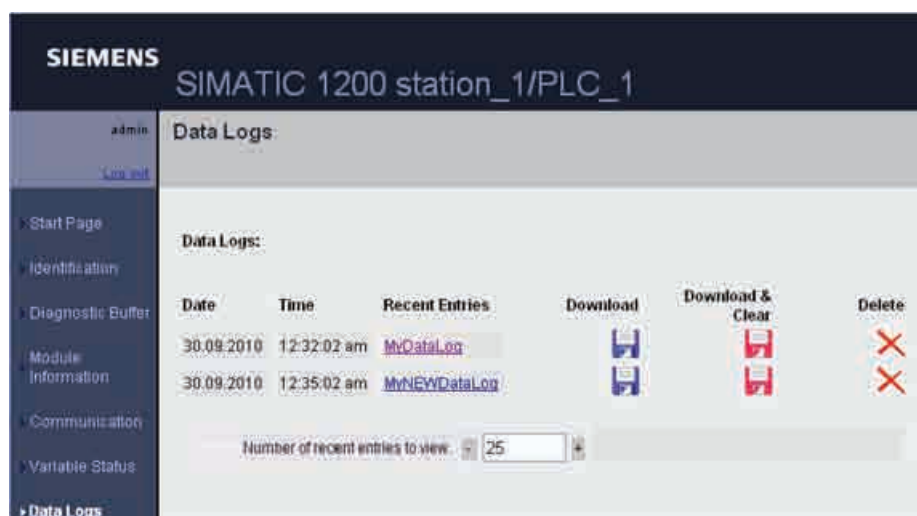 SIEMENS
SIMATIC 1200 station_1/PLC_1
admin
Log out
Data Logs:
Start Page
Identification
Diagnostic Buffer
Module
Information
Communication
Variable Status
Data Logs
Data Logs:
Date Time Recent Entries Download Download & Clear Delete
30.09.2010 12:32:02 am MyDataLog
30.09.2010 12:35:02 am MyNEWDataLog
Number of recent entries to view. - 25 +